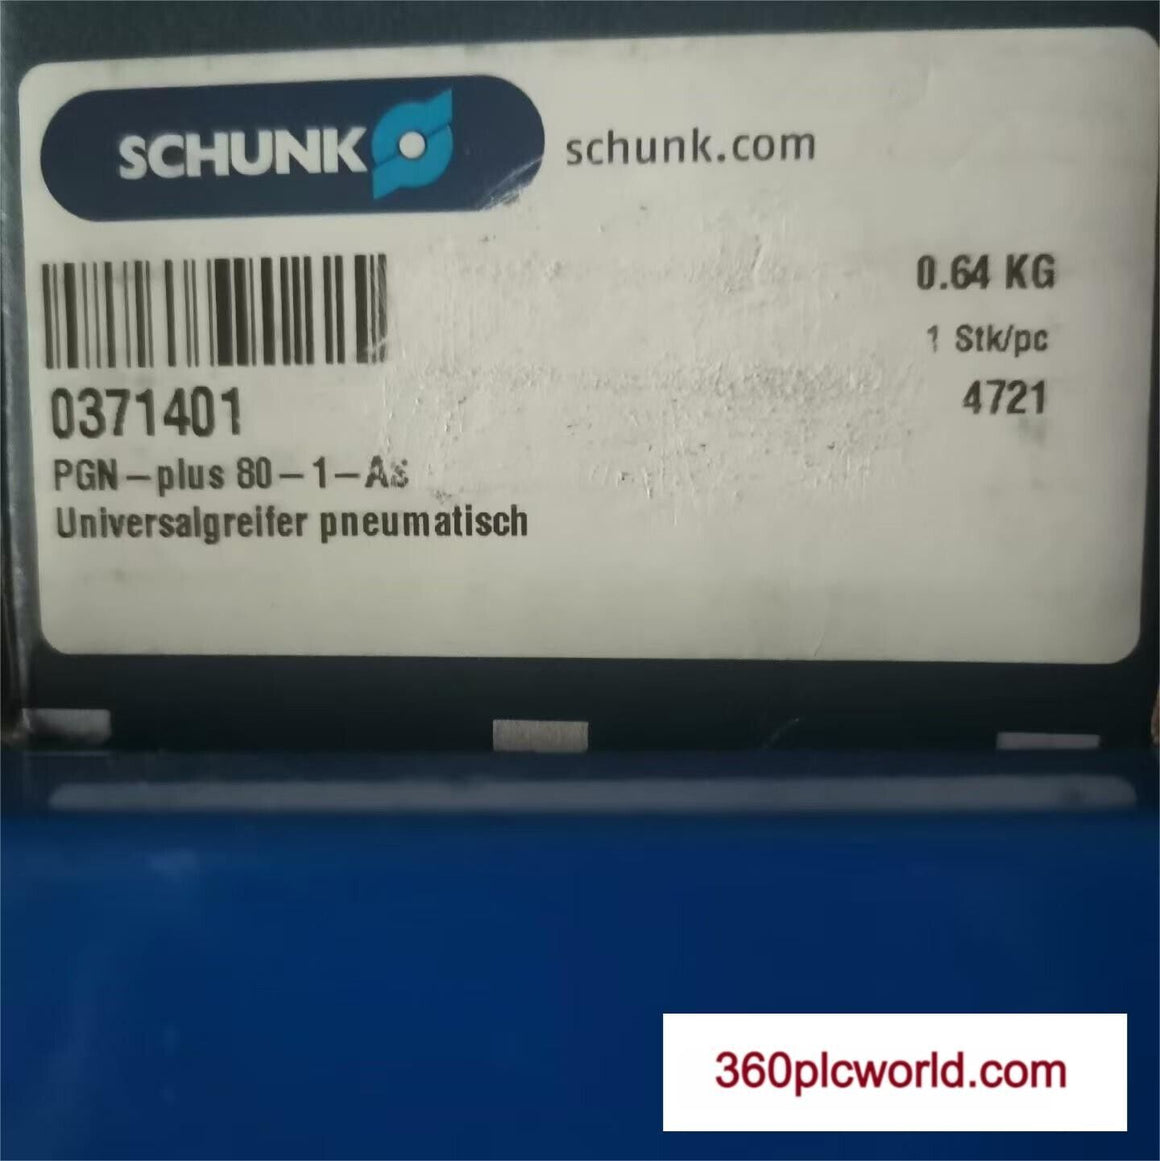 SCHUNK
schunk.com
0.64 KG
1 Stk/pc
4721
0371401
PGN-plus 80-1-AS
Universalgreifer pneumatisch
360plcworld.com